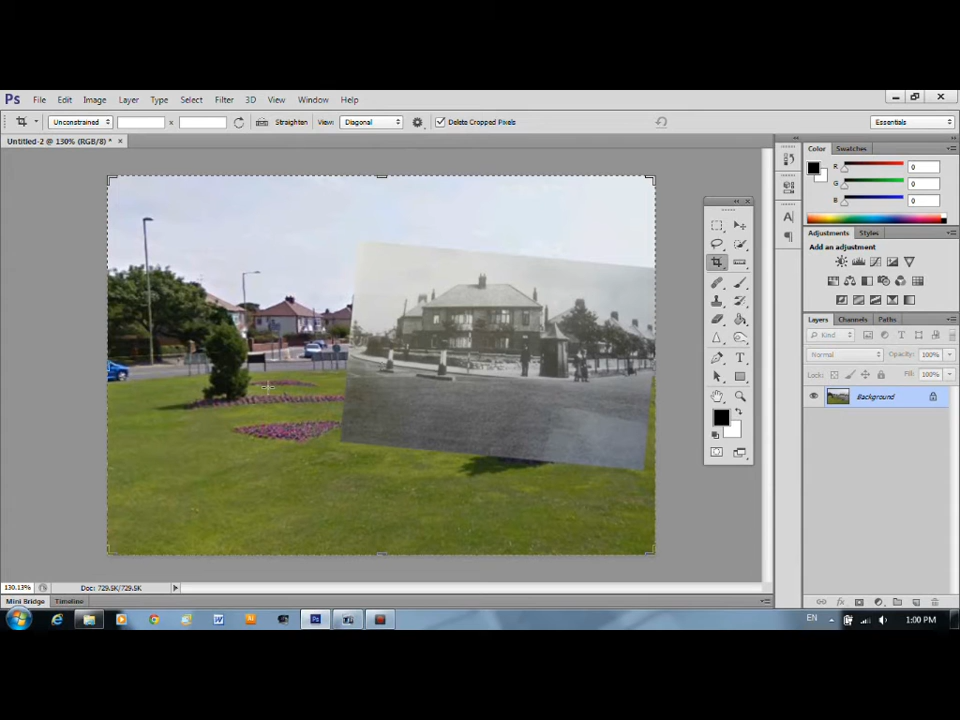 Ps File Edit Image Layer Type Select Filter 3D View Window Help
Unconstrained x Straighten View: Diagonal Delete Cropped Pixels Essentials
Untitled-2 @ 130% (RGB/8) * ×
Color Swatches
R 0
G 0
B 0
Adjustments Styles
Add an adjustment
Layers Channels Paths
Kind
Normal Opacity: 100%
Lock: Fill: 100%
Background
130.13% Doc: 729.5K/729.5K
Mini Bridge Timeline
EN 1:00 PM